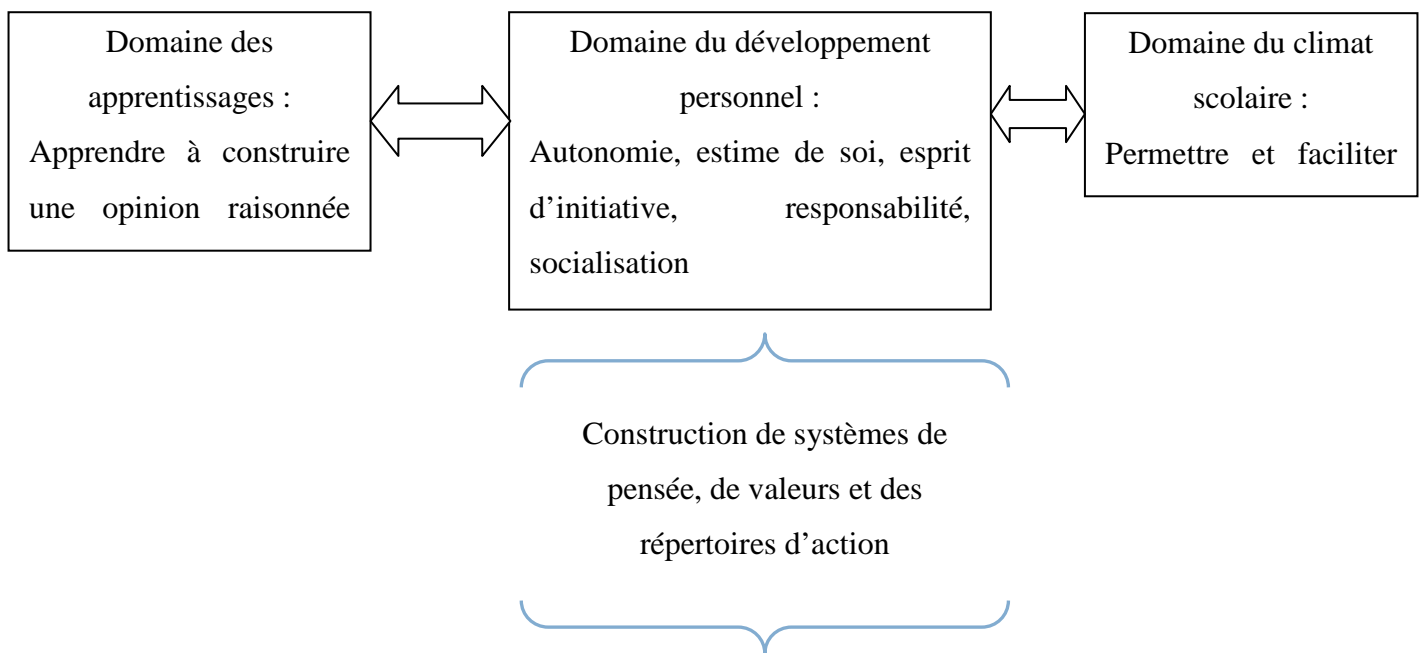 Domaine des
apprentissages :
Apprendre à construire
une opinion raisonnée
Domaine du développement
personnel :
Autonomie, estime de soi, esprit
d’initiative, responsabilité,
socialisation
Domaine du climat
scolaire :
Permettre et faciliter
Construction de systèmes de
pensée, de valeurs et des
répertoires d’action